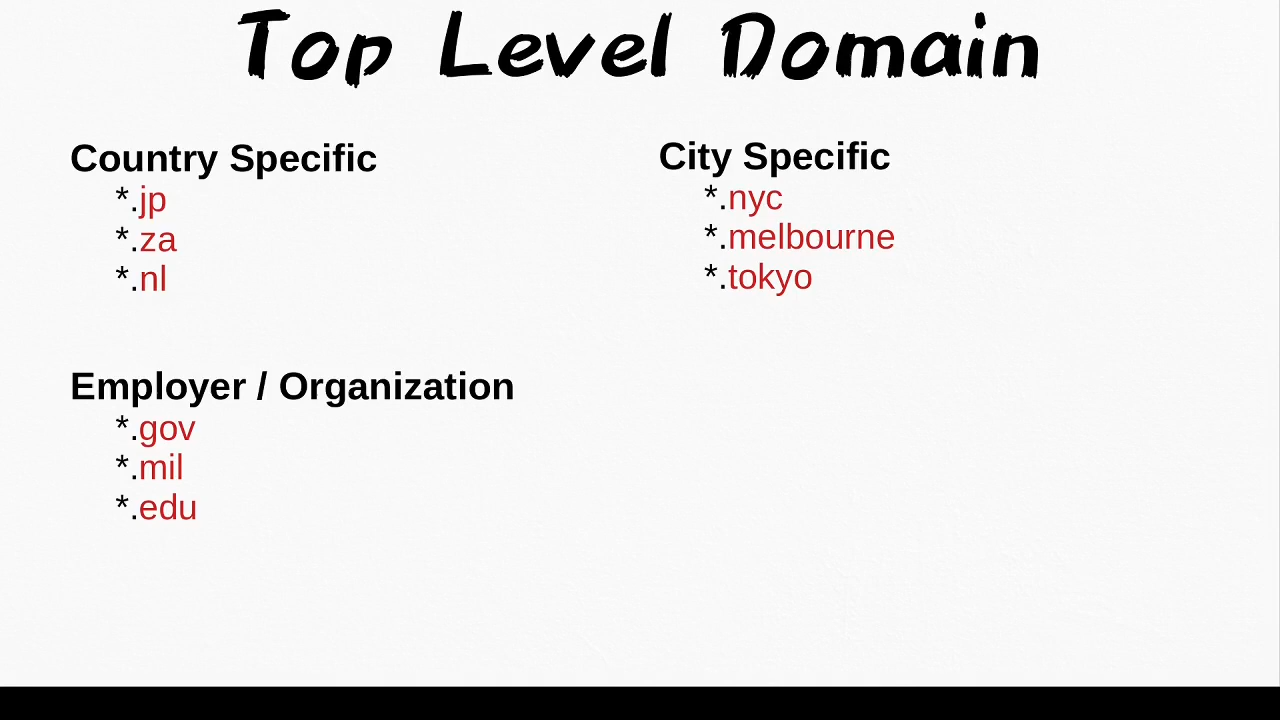 Top Level Domain
Country Specific
*.jp
*.za
*.nl
City Specific
*.nyc
*.melbourne
*.tokyo
Employer / Organization
*.gov
*.mil
*.edu